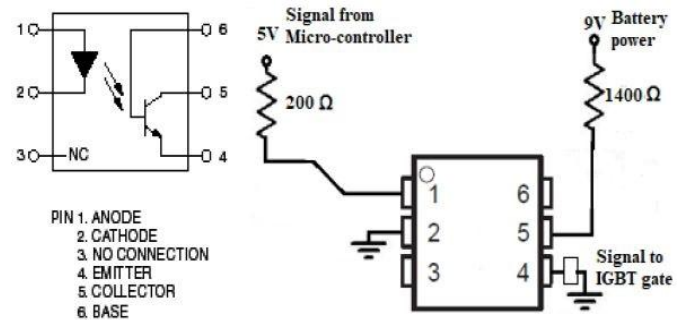 1
2
3
NC
6
5
4
PIN 1. ANODE
2. CATHODE
3. NO CONNECTION
4. EMITTER
5. COLLECTOR
6. BASE
Signal from
5V Micro-controller
200 Ω
9V Battery
power
1400 Ω
1
2
3
6
5
4
Signal to
IGBT gate